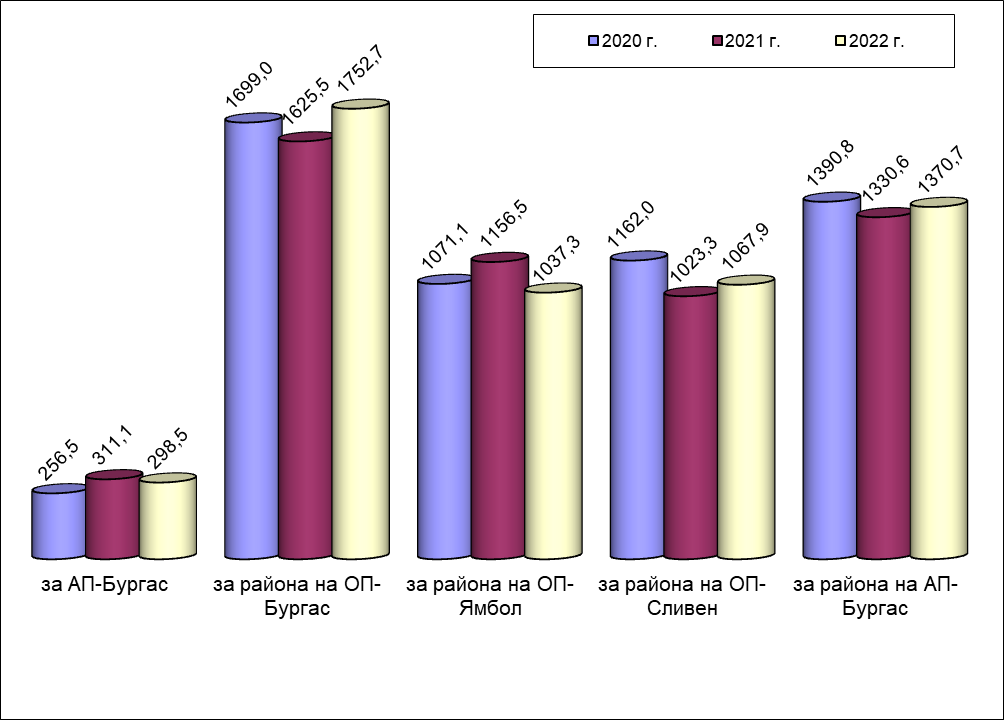 2020 г.
2021 г.
2022 г.
256,5
311,1
298,5
1699,0
1625,5
1752,7
1071,1
1156,5
1037,3
1162,0
1023,3
1067,9
1390,8
1330,6
1370,7
за АП-Бургас
за района на ОП-
Бургас
за района на ОП-
Ямбол
за района на ОП-
Сливен
за района на АП-
Бургас